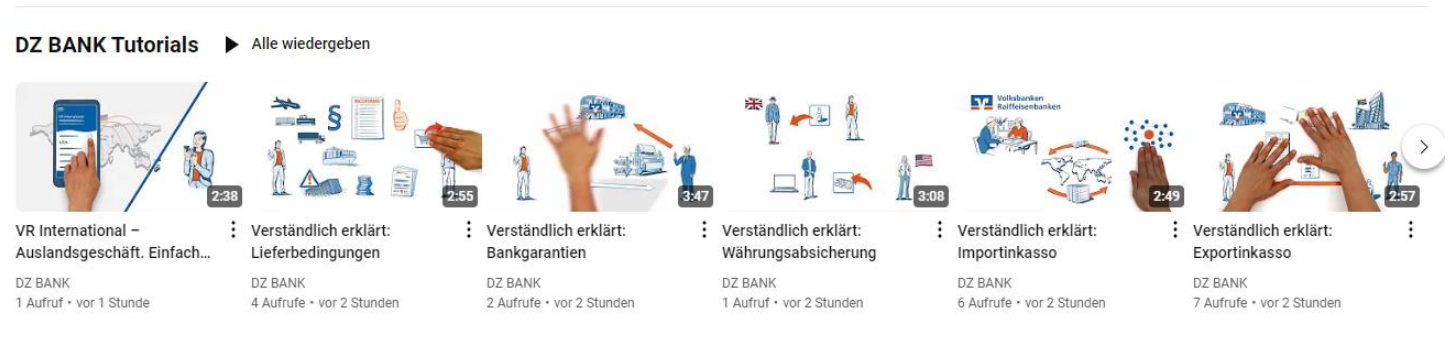 DZ BANK Tutorials
Alle wiedergeben
Volksbanken
Raiffeisenbanken
2:38
2:55
3:47
3:08
2:49
2:57
VR International –
Auslandsgeschäft. Einfach...
DZ BANK
1 Aufruf • vor 1 Stunde
Verständlich erklärt:
Lieferbedingungen
DZ BANK
4 Aufrufe • vor 2 Stunden
Verständlich erklärt:
Bankgarantien
DZ BANK
2 Aufrufe • vor 2 Stunden
Verständlich erklärt:
Währungsabsicherung
DZ BANK
1 Aufruf • vor 2 Stunden
Verständlich erklärt:
Importinkasso
DZ BANK
6 Aufrufe • vor 2 Stunden
Verständlich erklärt:
Exportinkasso
DZ BANK
7 Aufrufe • vor 2 Stunden